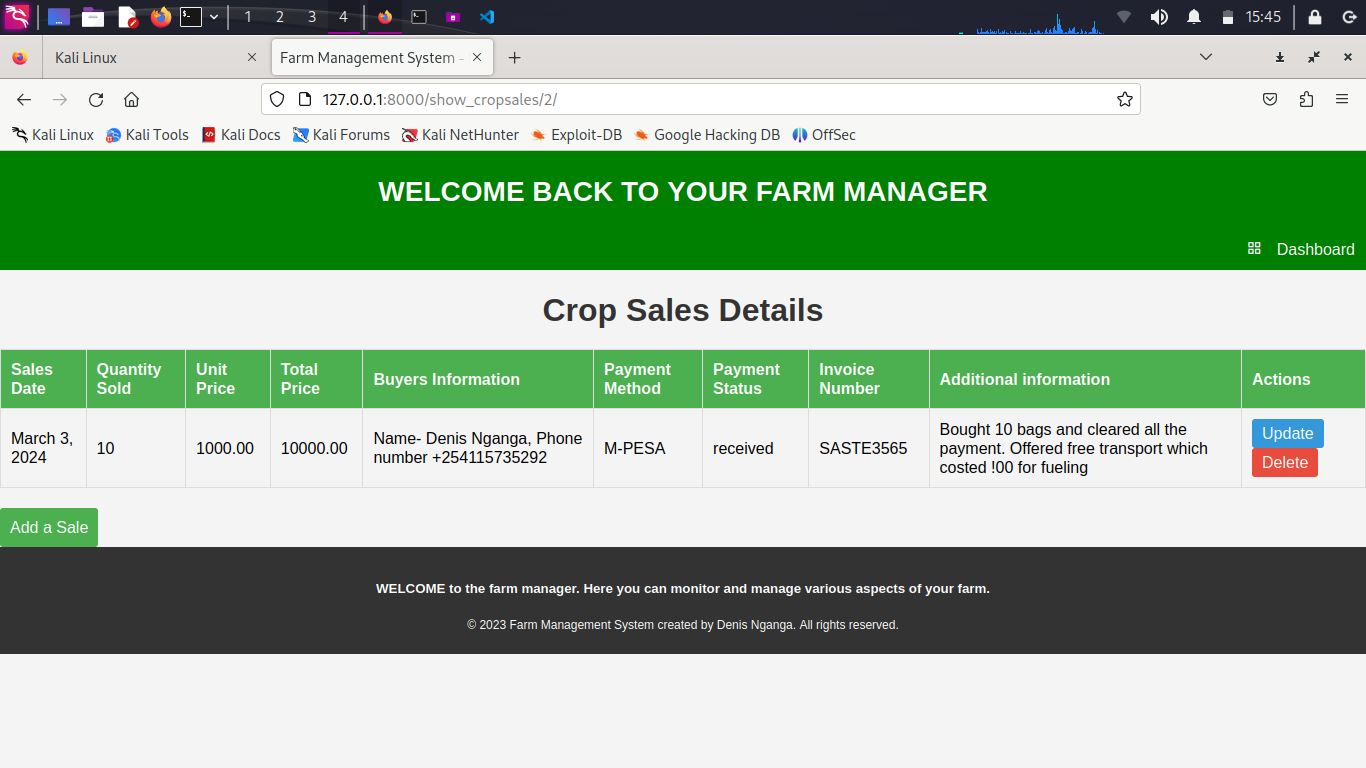 1 2 3 4 15:45
Kali Linux
Farm Management System -
127.0.0.1:8000/show_cropsales/2/
Kali Linux Kali Tools Kali Docs Kali Forums Kali NetHunter Exploit-DB Google Hacking DB OffSec
WELCOME BACK TO YOUR FARM MANAGER
Dashboard
Crop Sales Details
Sales
Date
Quantity
Sold
Unit
Price
Total
Price
Buyers Information
Payment
Method
Payment
Status
Invoice
Number
Additional information
Actions
March 3,
2024
10
1000.00
10000.00
Name- Denis Nganga, Phone
number +254115735292
M-PESA
received
SASTE3565
Bought 10 bags and cleared all the
payment. Offered free transport which
costed !00 for fueling
Update
Delete
Add a Sale
WELCOME to the farm manager. Here you can monitor and manage various aspects of your farm.
© 2023 Farm Management System created by Denis Nganga. All rights reserved.